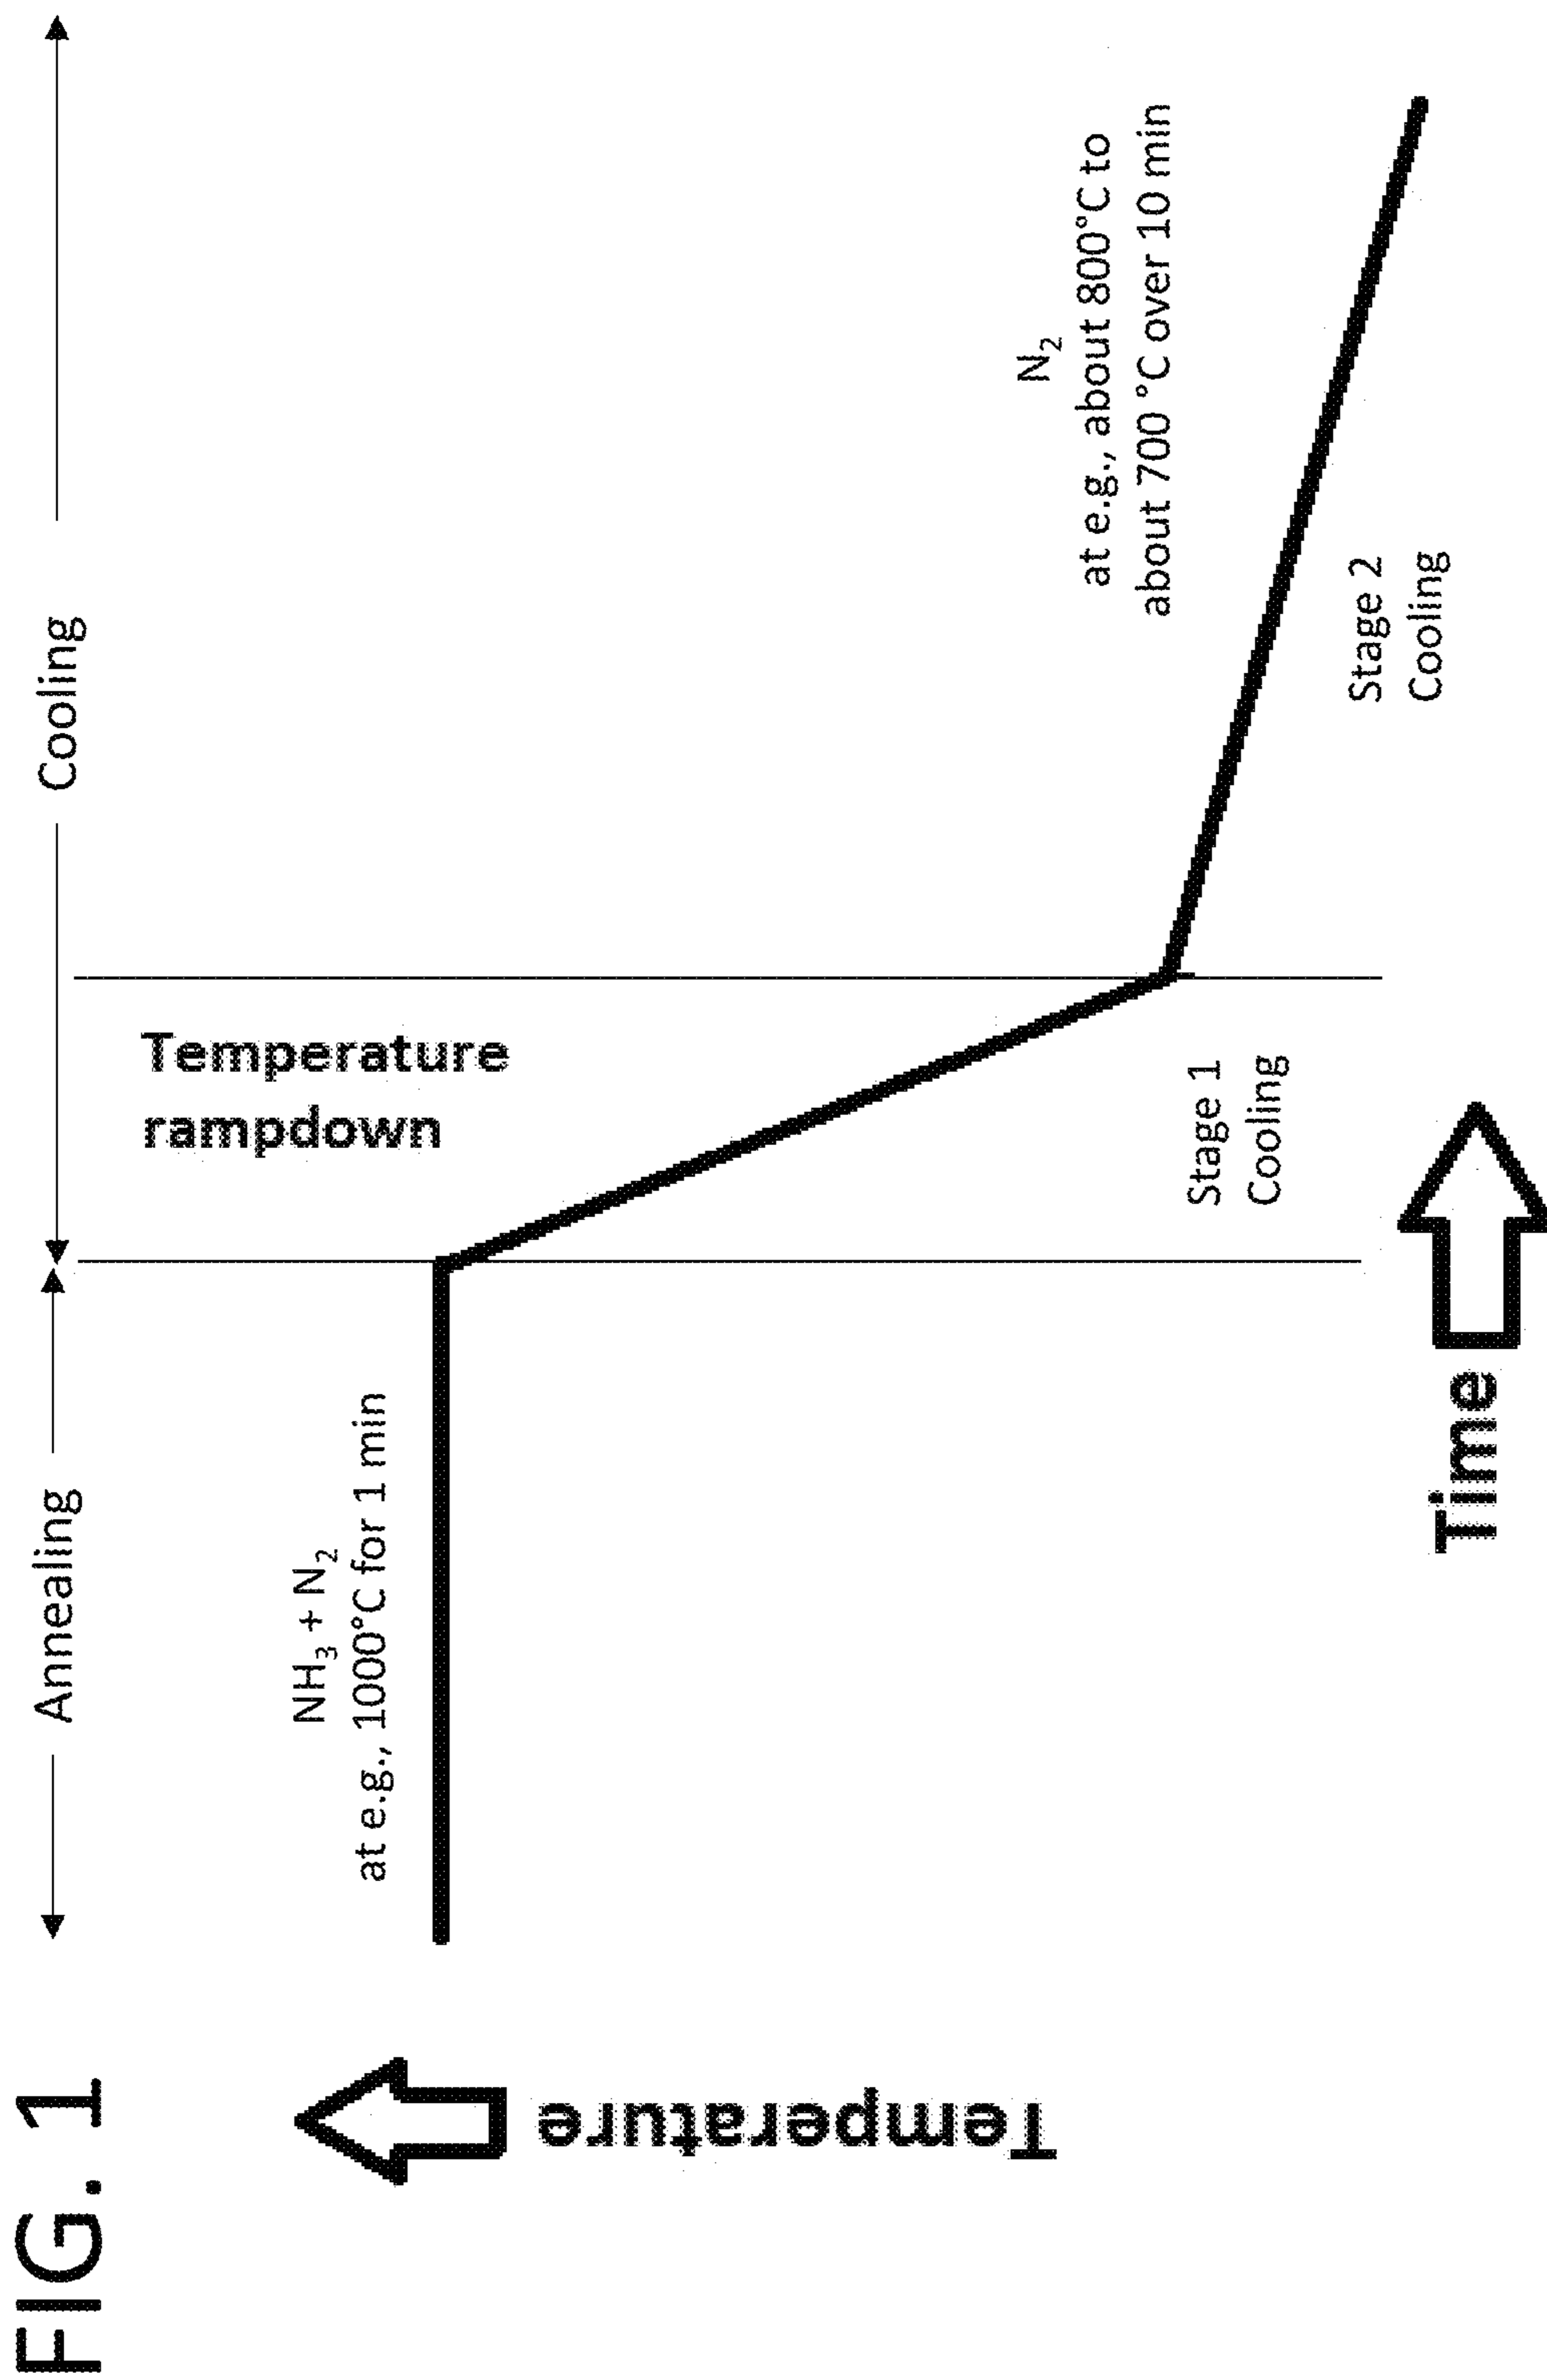 FIG. 1
Annealing
Cooling
NH₃ + N₂
at e.g., 1000°C for 1 min
Temperature
rampdown
N₂
at e.g., about 800°C to
about 700 °C over 10 min
Stage 1
Cooling
Stage 2
Cooling
Temperature
Time